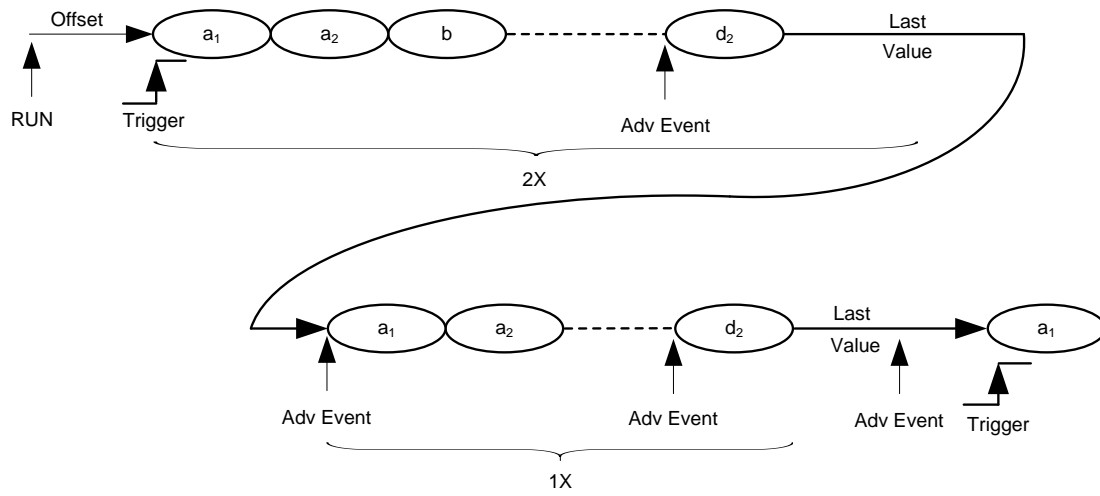 Offset
a1 a2 b d2
Last
Value
RUN Trigger Adv Event
2X
a1 a2 d2 Last a1
Value
Adv Event Adv Event Adv Event Trigger
1X